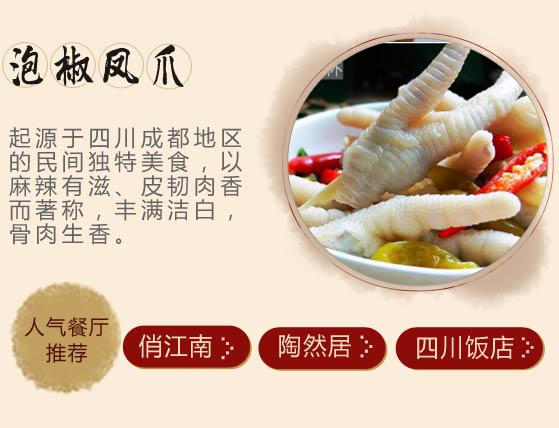 泡椒凤爪
起源于四川成都地区
的民间独特美食，以
麻辣有滋、皮韧肉香
而著称，丰满洁白，
骨肉生香。
人气餐厅
推荐
俏江南
陶然居
四川饭店